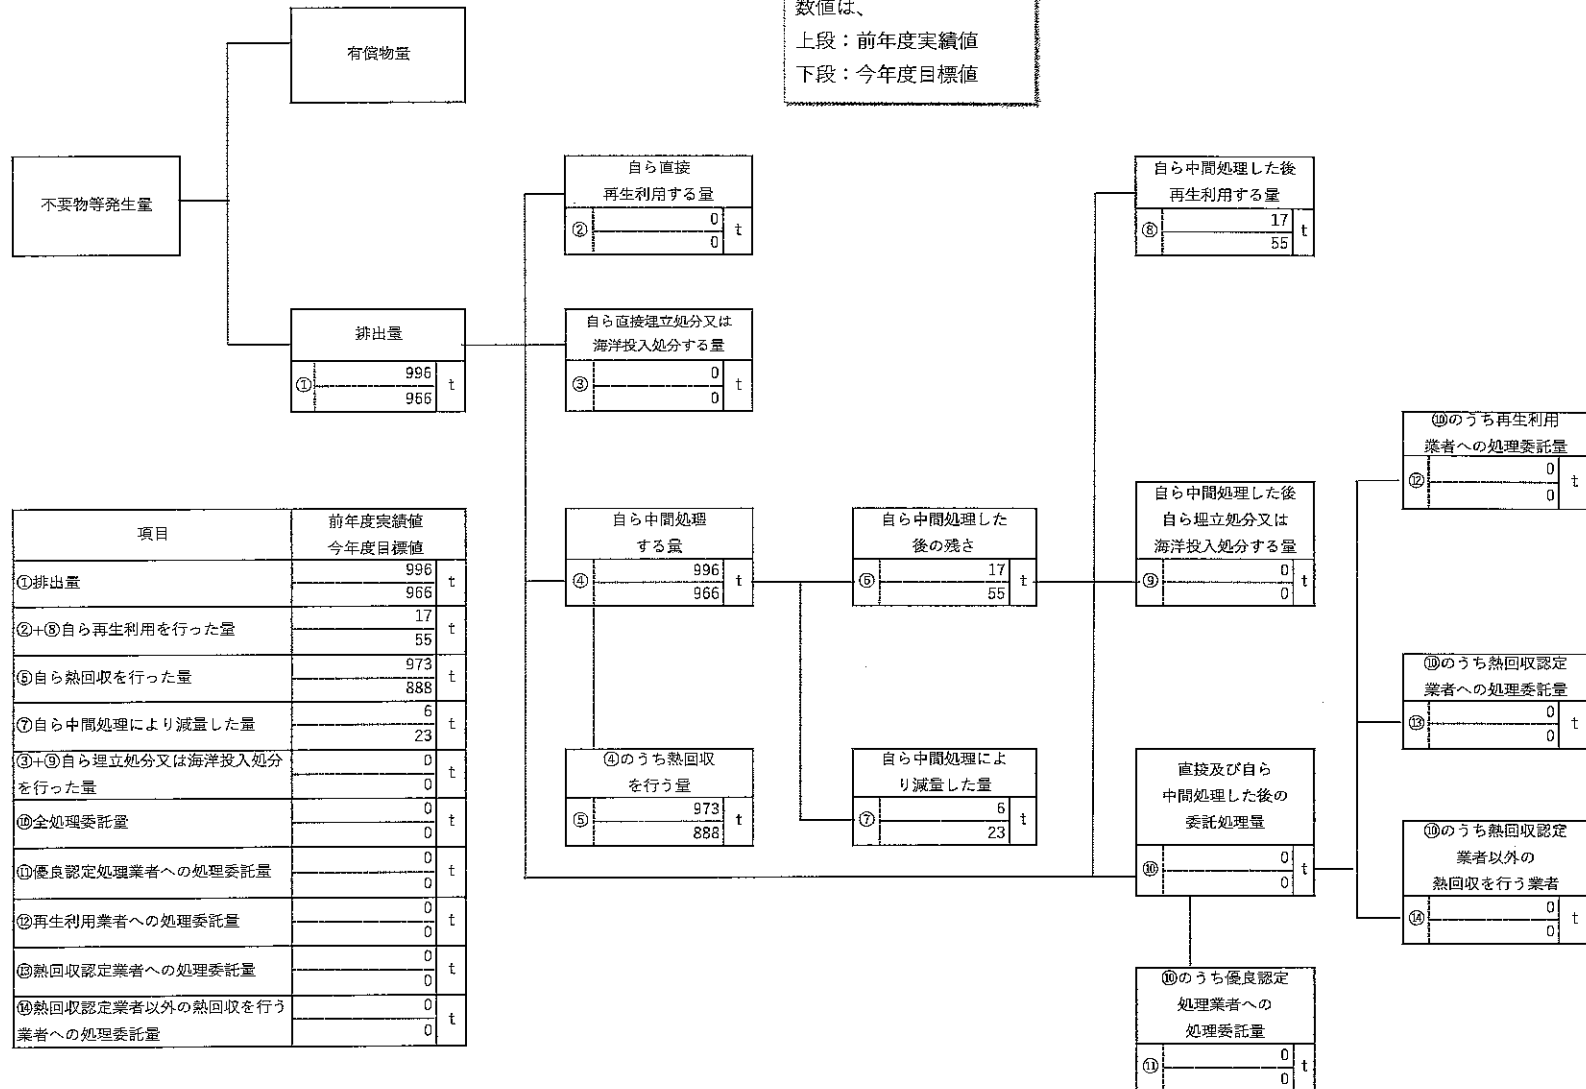 数値は、
上段：前年度実績値
下段：今年度目標値
有償物量
不要物等発生量
排出量
① 996 t
966
自ら直接
再生利用する量
② 0 t
0
自ら直接埋立処分又は
海洋投入処分する量
③ 0 t
0
自ら中間処理
する量
④ 996 t
966
④のうち熱回収
を行う量
⑤ 973 t
888
自ら中間処理した
後の残さ
⑥ 17 t
55
自ら中間処理によ
り減量した量
⑦ 6 t
23
自ら中間処理した後
再生利用する量
⑧ 17 t
55
自ら中間処理した後
自ら埋立処分又は
海洋投入処分する量
⑨ 0 t
0
直接及び自ら
中間処理した後の
委託処理量
⑩ 0 t
0
⑩のうち優良認定
処理業者への
処理委託量
⑪ 0 t
0
⑩のうち再生利用
業者への処理委託量
⑫ 0 t
0
⑩のうち熱回収認定
業者への処理委託量
⑬ 0 t
0
⑩のうち熱回収認定
業者以外の
熱回収を行う業者
⑭ 0 t
0
項目 前年度実績値
今年度目標値
①排出量 996 t
966
②+⑧自ら再生利用を行った量 17 t
55
⑤自ら熱回収を行った量 973 t
888
⑦自ら中間処理により減量した量 6 t
23
③+⑨自ら埋立処分又は海洋投入処分 0 t
を行った量 0
⑩全処理委託量 0 t
0
⑪優良認定処理業者への処理委託量 0 t
0
⑫再生利用業者への処理委託量 0 t
0
⑬熱回収認定業者への処理委託量 0 t
0
⑭熱回収認定業者以外の熱回収を行う 0 t
業者への処理委託量 0